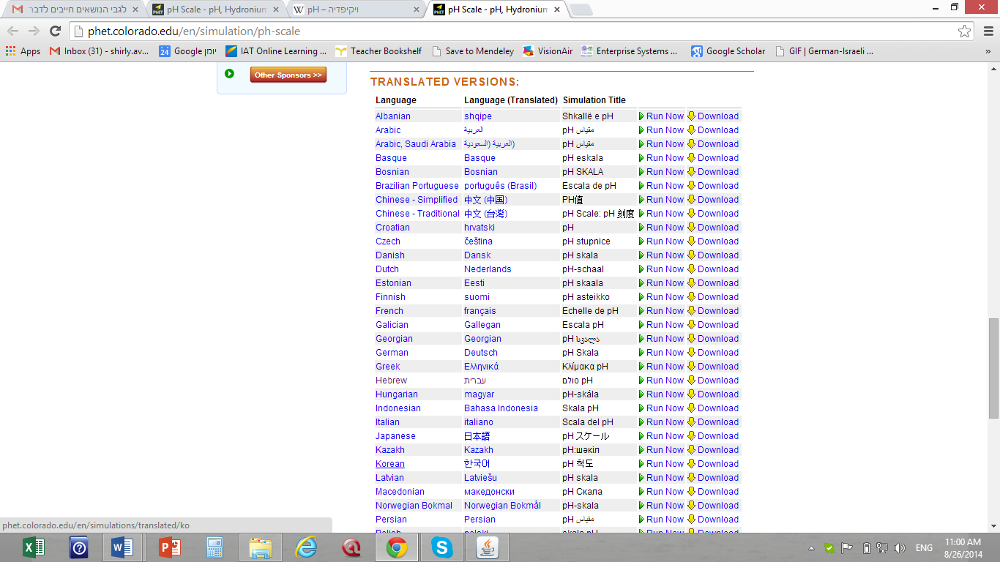 לגבי הנושאים חייבים לדבר
pH Scale - pH, Hydronium
pH – ויקיפדיה
pH Scale - pH, Hydronium
phet.colorado.edu/en/simulation/ph-scale
Apps Inbox (31) - shirly.av... 24 Google יומן IAT Online Learning ... Teacher Bookshelf Save to Mendeley VisionAir Enterprise Systems ... Google Scholar GIF | German-Israeli ... »
Other Sponsors >>
TRANSLATED VERSIONS:
Language Language (Translated) Simulation Title
Albanian shqipe Shkallë e pH Run Now Download
Arabic العربية pH مقياس Run Now Download
Arabic, Saudi Arabia العربية (السعودية) pH مقياس Run Now Download
Basque Basque pH eskala Run Now Download
Bosnian Bosnian pH SKALA Run Now Download
Brazilian Portuguese português (Brasil) Escala de pH Run Now Download
Chinese - Simplified 中文 (中国) PH值 Run Now Download
Chinese - Traditional 中文 (台灣) pH Scale: pH 刻度 Run Now Download
Croatian hrvatski pH Run Now Download
Czech čeština pH stupnice Run Now Download
Danish Dansk pH skala Run Now Download
Dutch Nederlands pH-schaal Run Now Download
Estonian Eesti pH skaala Run Now Download
Finnish suomi pH asteikko Run Now Download
French français Echelle de pH Run Now Download
Galician Gallegan Escala pH Run Now Download
Georgian Georgian pH სკალა Run Now Download
German Deutsch pH Skala Run Now Download
Greek Ελληνικά Κλίμακα pH Run Now Download
Hebrew עברית סולם pH Run Now Download
Hungarian magyar pH-skála Run Now Download
Indonesian Bahasa Indonesia Skala pH Run Now Download
Italian italiano Scala del pH Run Now Download
Japanese 日本語 pH スケール Run Now Download
Kazakh Kazakh pH:шәкіл Run Now Download
Korean 한국어 pH 척도 Run Now Download
Latvian Latviešu pH skala Run Now Download
Macedonian македонски pH Скала Run Now Download
Norwegian Bokmal Norwegian Bokmål pH-skala Run Now Download
Persian Persian pH مقياس Run Now Download
Polish polski skala pH Run Now Download
phet.colorado.edu/en/simulations/translated/ko
ENG
11:00 AM
8/26/2014